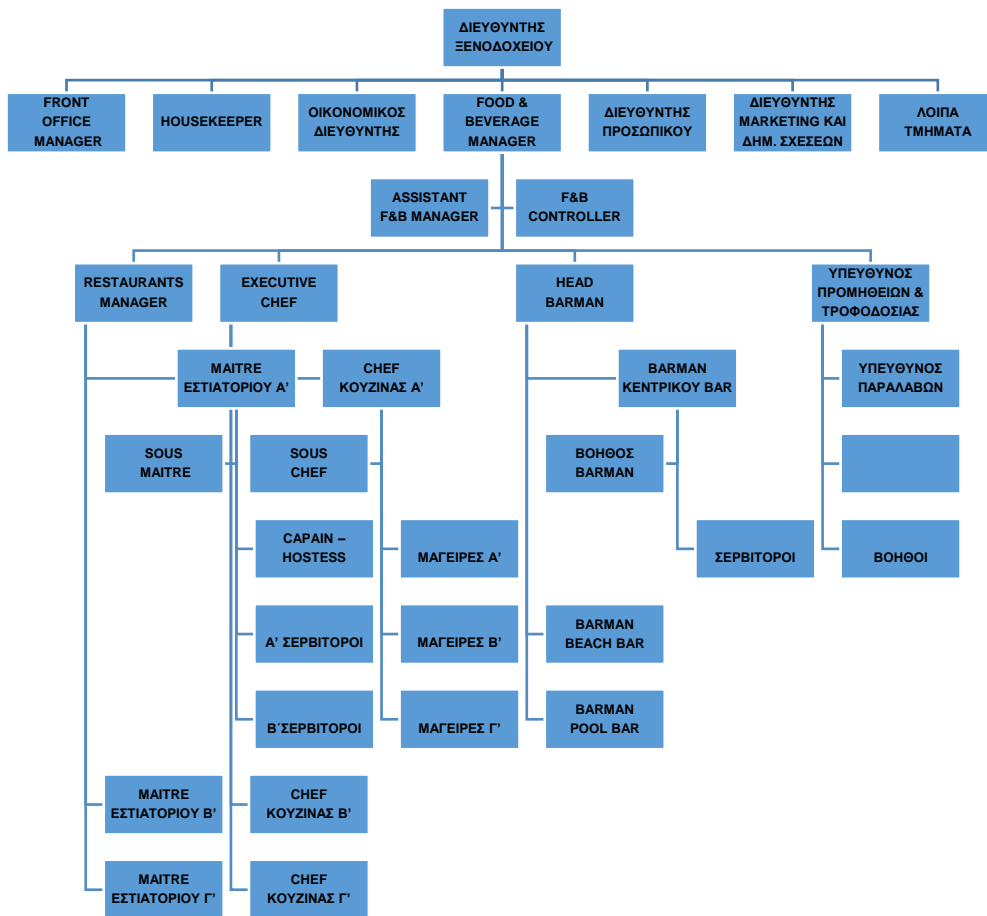 ΔΙΕΥΘΥΝΤΗΣ
ΞΕΝΟΔΟΧΕΙΟΥ
FRONT
OFFICE
MANAGER
HOUSEKEEPER
ΟΙΚΟΝΟΜΙΚΟΣ
ΔΙΕΥΘΥΝΤΗΣ
FOOD &
BEVERAGE
MANAGER
ΔΙΕΥΘΥΝΤΗΣ
ΠΡΟΣΩΠΙΚΟΥ
ΔΙΕΥΘΥΝΤΗΣ
MARKETING ΚΑΙ
ΔΗΜ. ΣΧΕΣΕΩΝ
ΛΟΙΠΑ
ΤΜΗΜΑΤΑ
ASSISTANT
F&B MANAGER
F&B
CONTROLLER
RESTAURANTS
MANAGER
EXECUTIVE
CHEF
HEAD
BARMAN
ΥΠΕΥΘΥΝΟΣ
ΠΡΟΜΗΘΕΙΩΝ &
ΤΡΟΦΟΔΟΣΙΑΣ
MAITRE
ΕΣΤΙΑΤΟΡΙΟΥ Α’
CHEF
ΚΟΥΖΙΝΑΣ Α’
BARMAN
ΚΕΝΤΡΙΚΟΥ BAR
ΥΠΕΥΘΥΝΟΣ
ΠΑΡΑΛΑΒΩΝ
SOUS
MAITRE
SOUS
CHEF
ΒΟΗΘΟΣ
BARMAN
CAPAIN –
HOSTESS
ΜΑΓΕΙΡΕΣ Α’
ΣΕΡΒΙΤΟΡΟΙ
ΒΟΗΘΟΙ
Α’ ΣΕΡΒΙΤΟΡΟΙ
ΜΑΓΕΙΡΕΣ Β’
BARMAN
BEACH BAR
Β΄ΣΕΡΒΙΤΟΡΟΙ
ΜΑΓΕΙΡΕΣ Γ’
BARMAN
POOL BAR
MAITRE
ΕΣΤΙΑΤΟΡΙΟΥ Β’
CHEF
ΚΟΥΖΙΝΑΣ Β’
MAITRE
ΕΣΤΙΑΤΟΡΙΟΥ Γ’
CHEF
ΚΟΥΖΙΝΑΣ Γ’